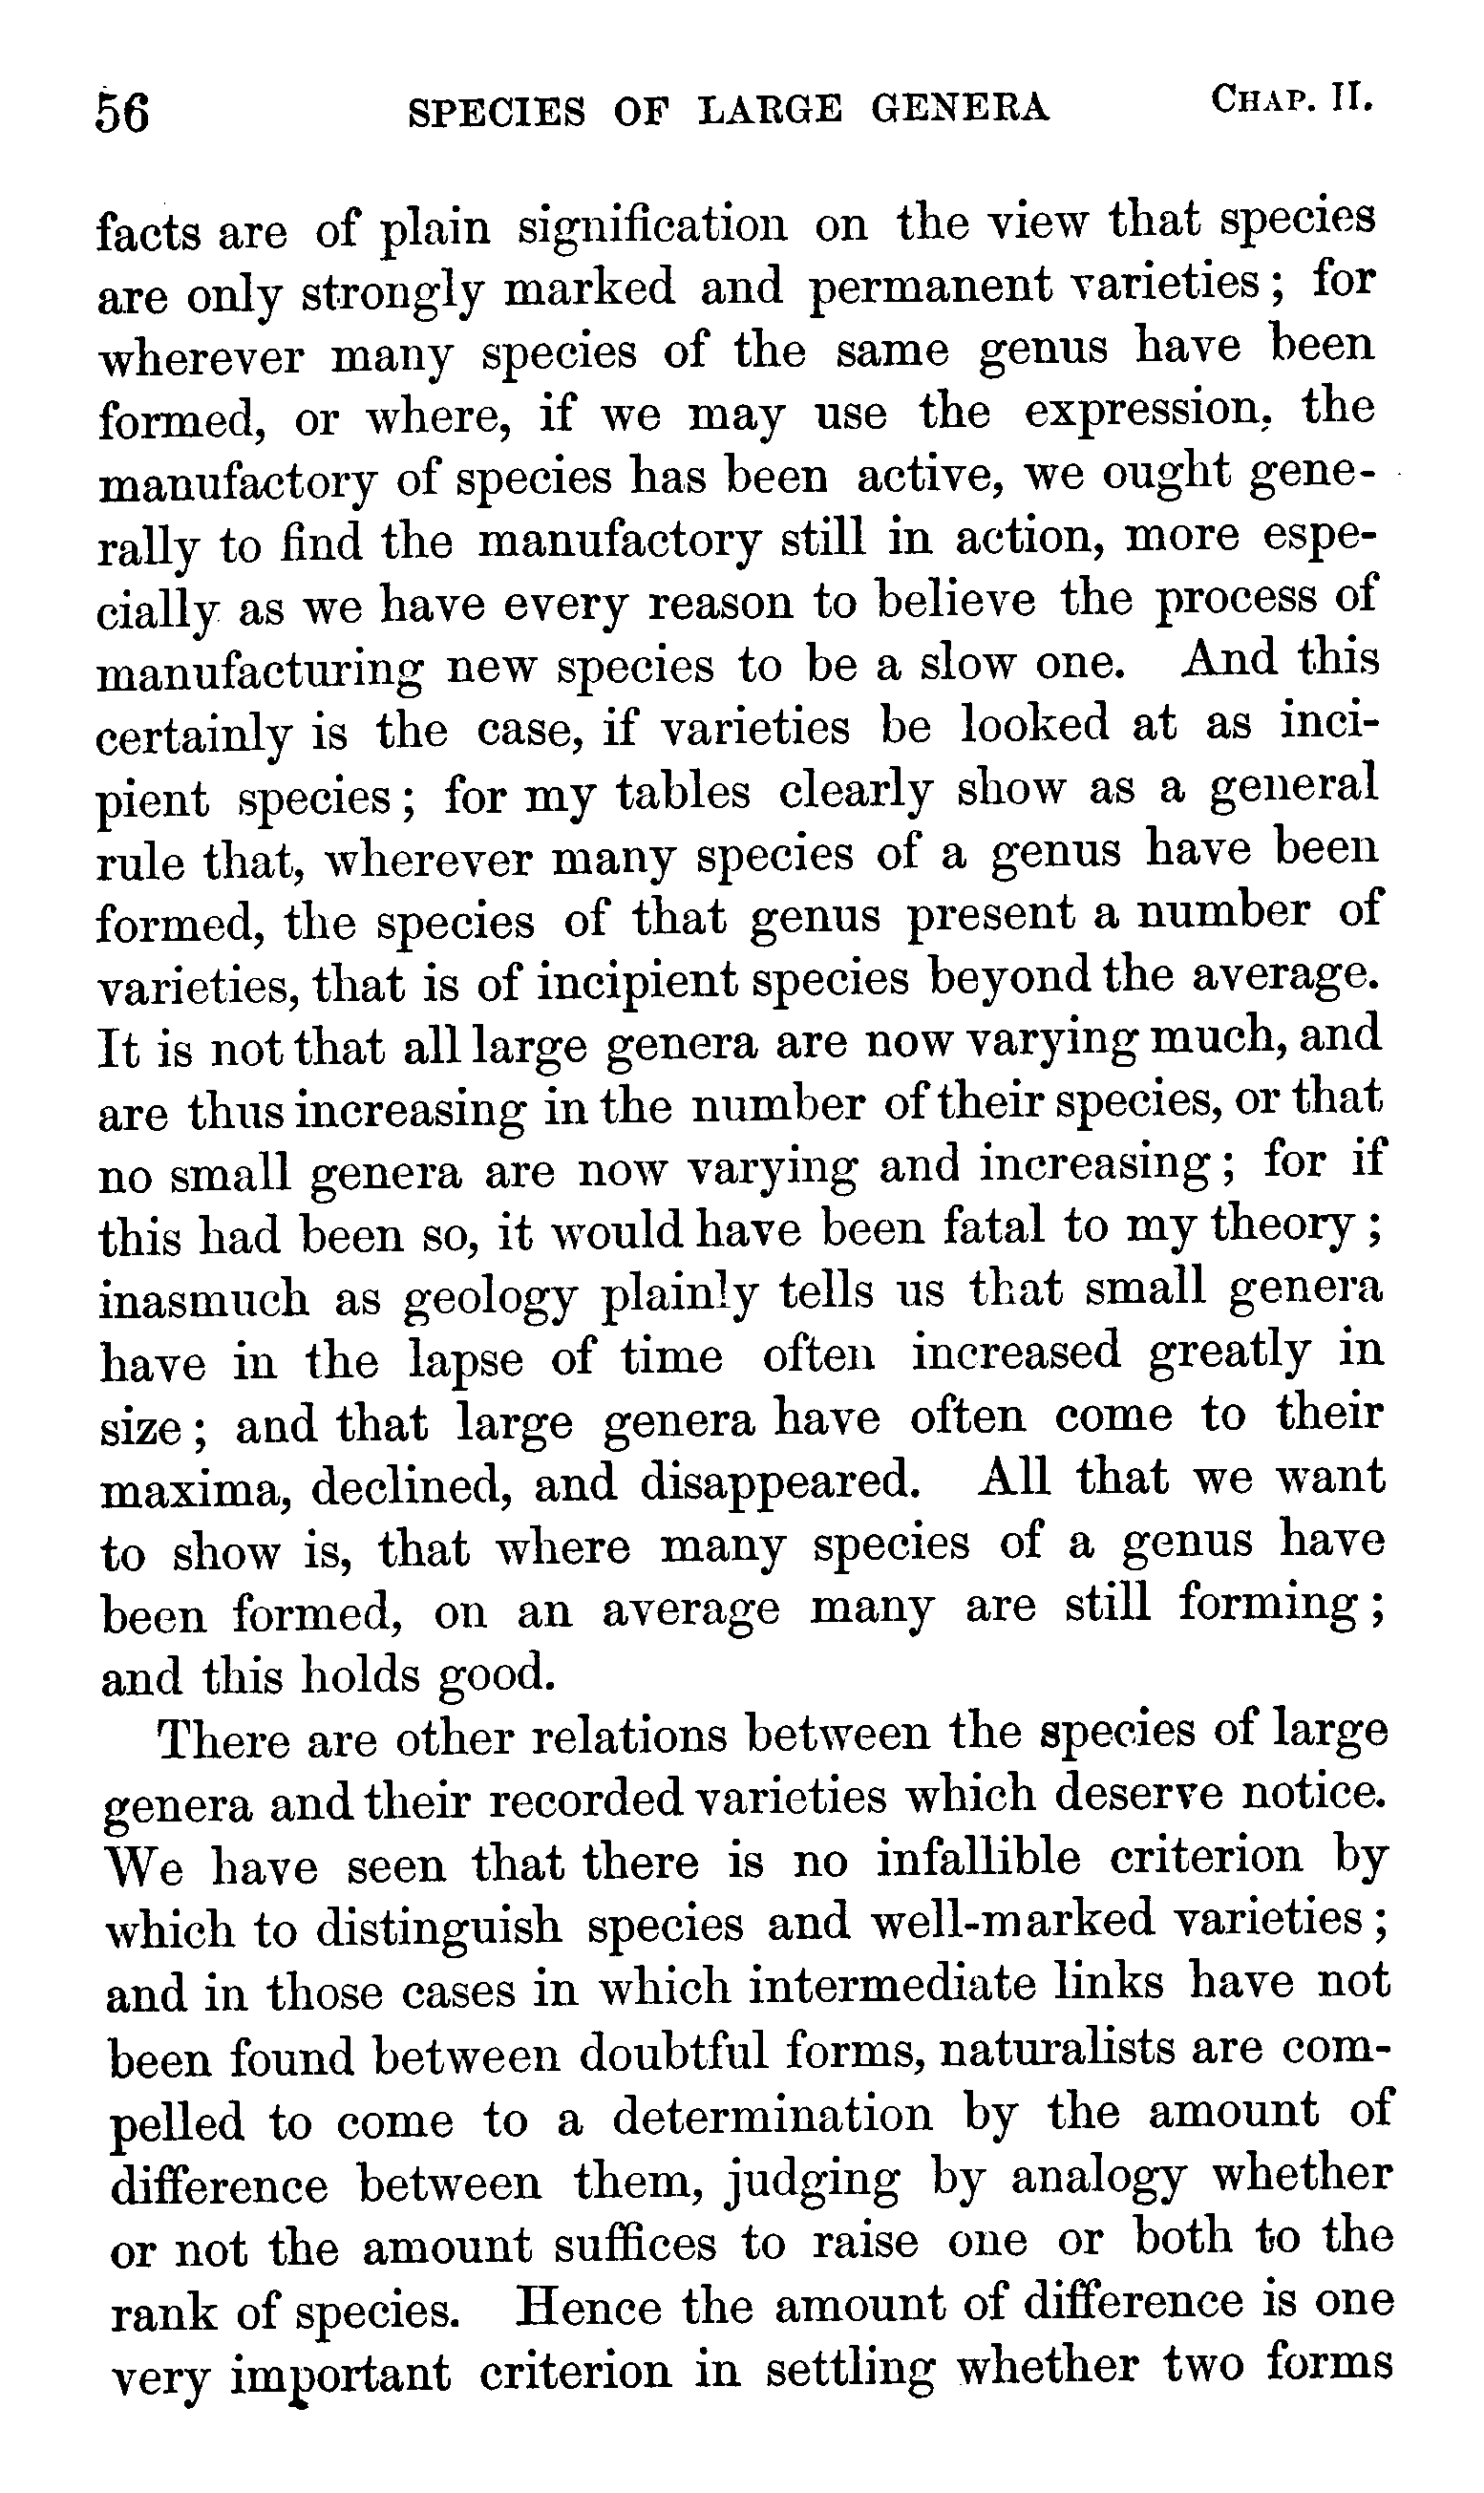 56 SPECIES OF LARGE GENERA CHAP. II.
facts are of plain signification on the view that species
are only strongly marked and permanent varieties; for
wherever many species of the same genus have been
formed, or where, if we may use the expression, the
manufactory of species has been active, we ought gene-
rally to find the manufactory still in action, more espe-
cially as we have every reason to believe the process of
manufacturing new species to be a slow one. And this
certainly is the case, if varieties be looked at as inci-
pient species; for my tables clearly show as a general
rule that, wherever many species of a genus have been
formed, the species of that genus present a number of
varieties, that is of incipient species beyond the average.
It is not that all large genera are now varying much, and
are thus increasing in the number of their species, or that
no small genera are now varying and increasing; for if
this had been so, it would have been fatal to my theory;
inasmuch as geology plainly tells us that small genera
have in the lapse of time often increased greatly in
size; and that large genera have often come to their
maxima, declined, and disappeared. All that we want
to show is, that where many species of a genus have
been formed, on an average many are still forming;
and this holds good.
There are other relations between the species of large
genera and their recorded varieties which deserve notice.
We have seen that there is no infallible criterion by
which to distinguish species and well-marked varieties;
and in those cases in which intermediate links have not
been found between doubtful forms, naturalists are com-
pelled to come to a determination by the amount of
difference between them, judging by analogy whether
or not the amount suffices to raise one or both to the
rank of species. Hence the amount of difference is one
very important criterion in settling whether two forms